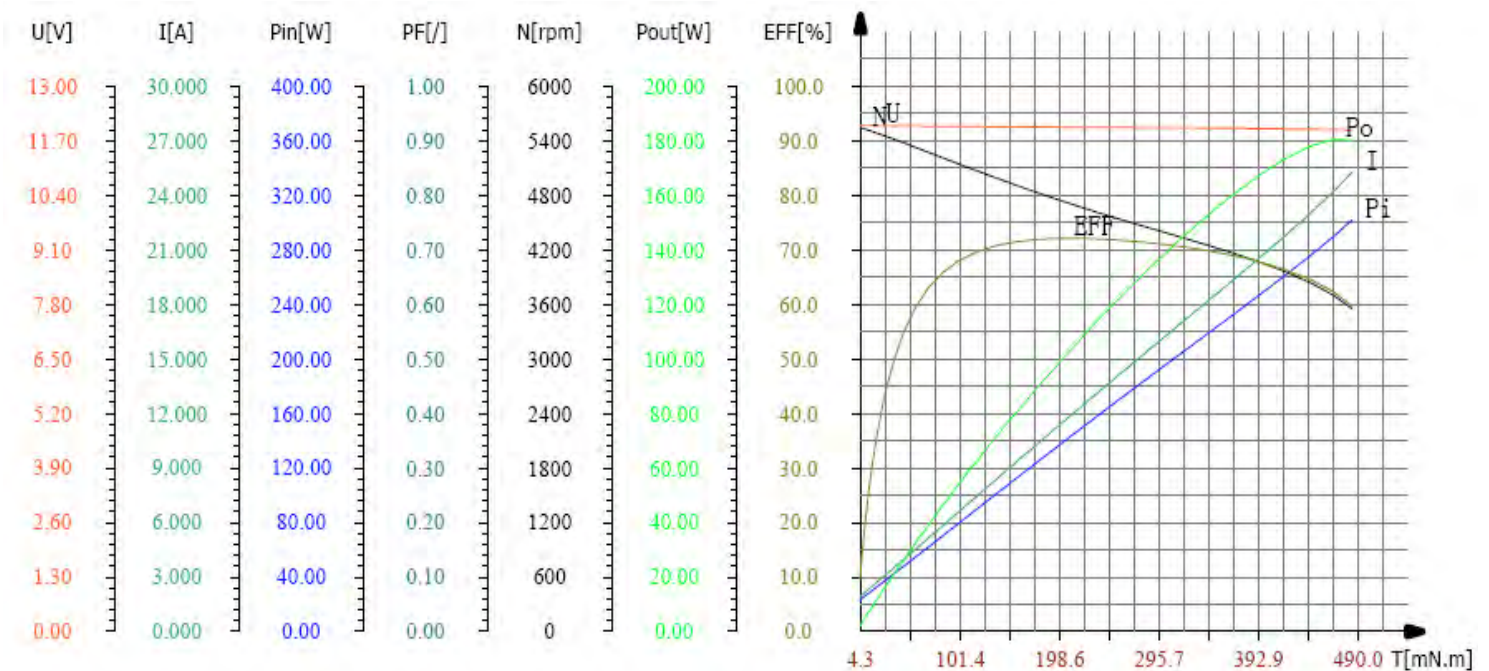 U[V] I[A] Pin[W] PF[/] N[rpm] Pout[W] EFF[%]
13.00 30.000 400.00 1.00 6000 200.00 100.0
NU
Po
11.70 27.000 360.00 0.90 5400 180.00 90.0
I
10.40 24.000 320.00 0.80 4800 160.00 80.0
Pi
EFF
9.10 21.000 280.00 0.70 4200 140.00 70.0
7.80 18.000 240.00 0.60 3600 120.00 60.0
6.50 15.000 200.00 0.50 3000 100.00 50.0
5.20 12.000 160.00 0.40 2400 80.00 40.0
3.90 9.000 120.00 0.30 1800 60.00 30.0
2.60 6.000 80.00 0.20 1200 40.00 20.0
1.30 3.000 40.00 0.10 600 20.00 10.0
0.00 0.000 0.00 0.00 0 0.00 0.0
4.3 101.4 198.6 295.7 392.9 490.0 T[mN.m]